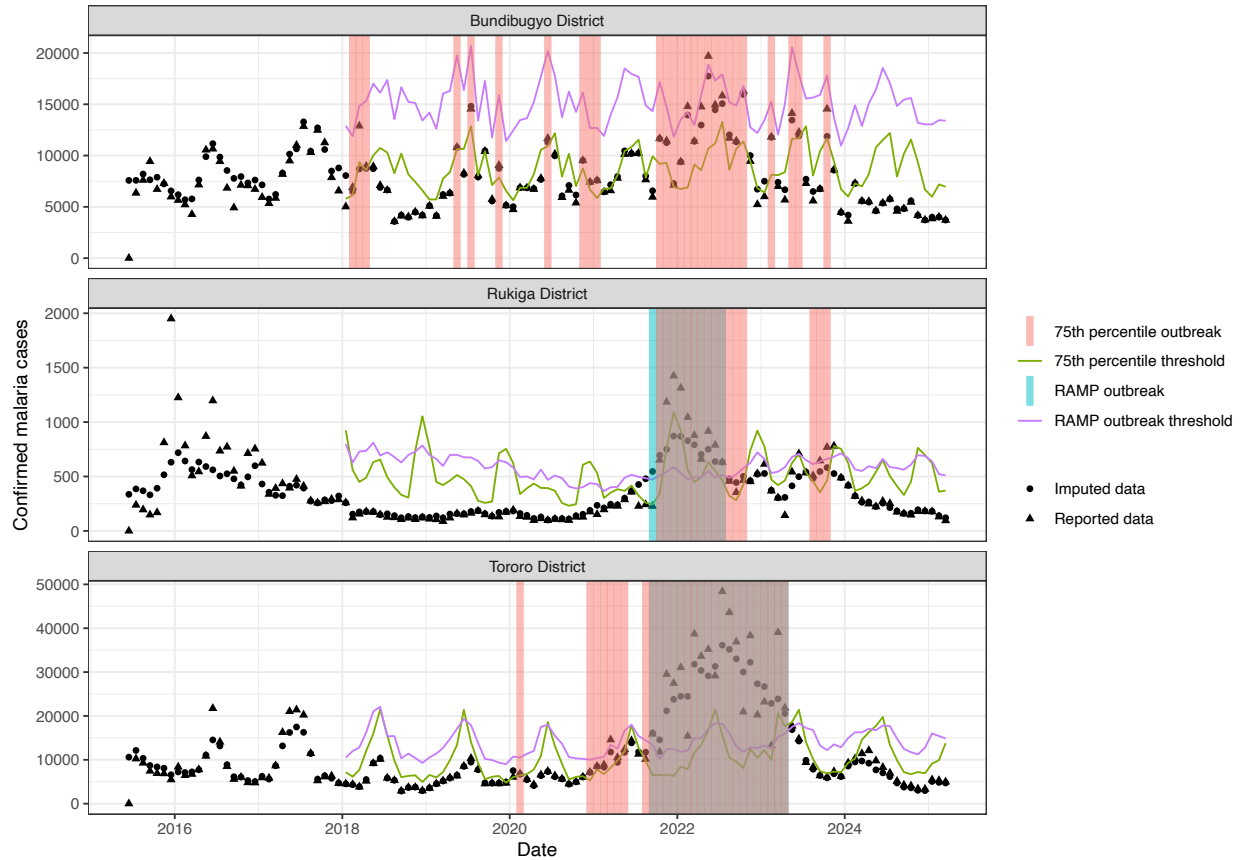 Bundibugyo District
20000
15000
10000
5000
0
Rukiga District
2000
1500
1000
500
0
Tororo District
50000
40000
30000
20000
10000
0
2016
2018
2020
2022
2024
Date
Confirmed malaria cases
75th percentile outbreak
75th percentile threshold
RAMP outbreak
RAMP outbreak threshold
Imputed data
Reported data